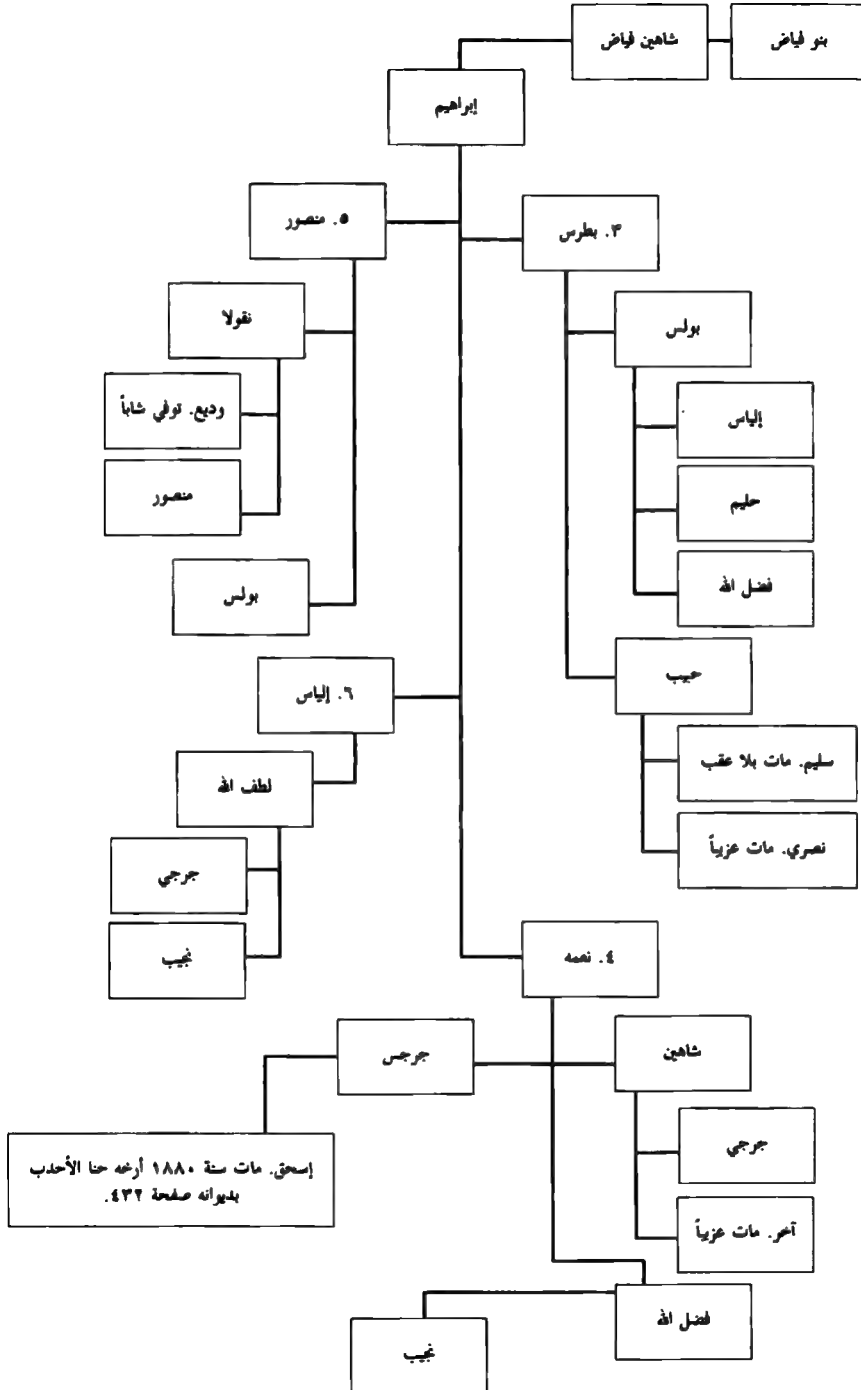 بنو فياض
شاهين فياض
إبراهيم
٣. بطرس
بولس
إلياس
حليم
فضل الله
حبيب
سليم. مات بلا عقب
نصري. مات عزيباً
٤. نعمه
شاهين
جرجي
آخر. مات عزيباً
جرجس
إسحق. مات سنة ١٨٨٠ أرخه حنا الأحدب
بديوانه صفحة ٤٣٢.
فضل الله
نجيب
٥. منصور
نقولا
وديع. توفي شاباً
منصور
بولس
٦. إلياس
لطف الله
جرجي
نجيب